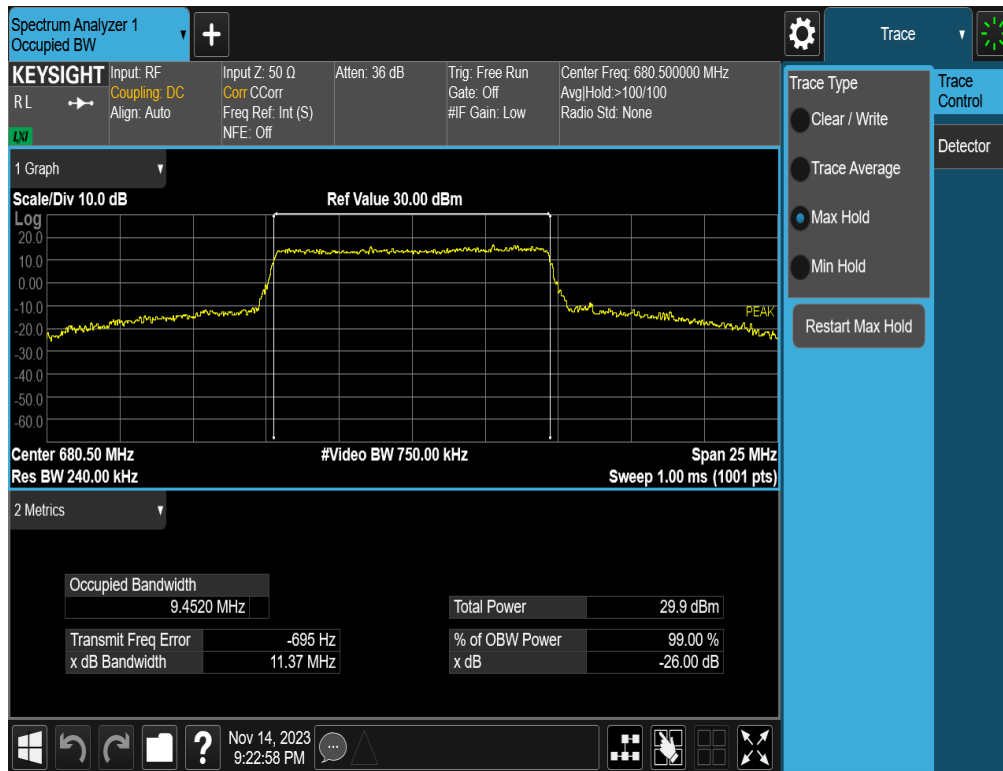 Spectrum Analyzer 1
Occupied BW
+
Trace
KEYSIGHT
RL
LXI
Input: RF
Coupling: DC
Align: Auto
Input Z: 50 Ω
Corr CCorr
Freq Ref: Int (S)
NFE: Off
Atten: 36 dB
Trig: Free Run
Gate: Off
#IF Gain: Low
Center Freq: 680.500000 MHz
Avg|Hold:>100/100
Radio Std: None
1 Graph
Scale/Div 10.0 dB
Ref Value 30.00 dBm
Log
20.0
10.0
0.00
-10.0
-20.0
-30.0
-40.0
-50.0
-60.0
PEAK
Center 680.50 MHz
#Video BW 750.00 kHz
Span 25 MHz
Res BW 240.00 kHz
Sweep 1.00 ms (1001 pts)
2 Metrics
Occupied Bandwidth
9.4520 MHz
Total Power 29.9 dBm
Transmit Freq Error -695 Hz
% of OBW Power 99.00 %
x dB Bandwidth 11.37 MHz
x dB -26.00 dB
Trace Type
Clear / Write
Trace Average
Max Hold
Min Hold
Restart Max Hold
Trace
Control
Detector
?
Nov 14, 2023
9:22:58 PM